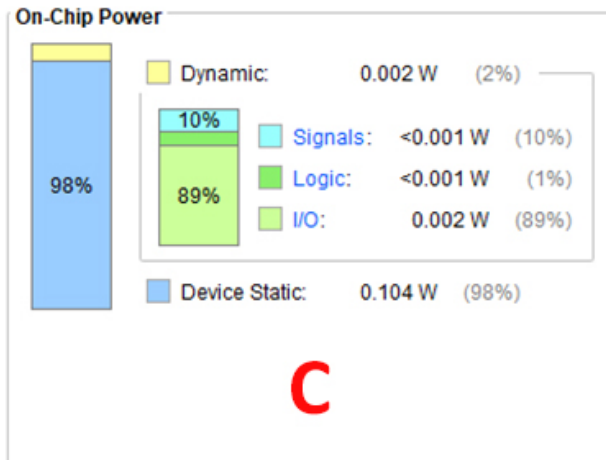 On-Chip Power
Dynamic: 0.002 W (2%)
10%
Signals: <0.001 W (10%)
98%
89%
Logic: <0.001 W (1%)
I/O: 0.002 W (89%)
Device Static: 0.104 W (98%)
C